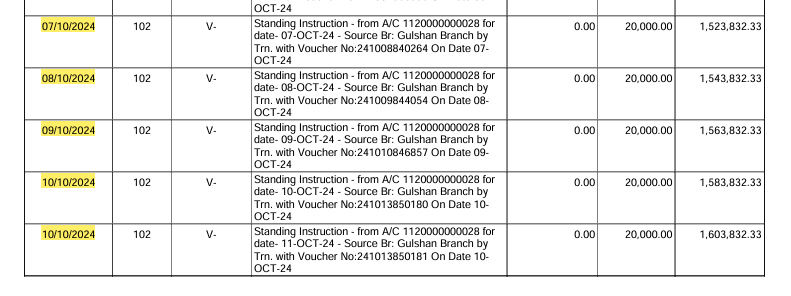 OCT-24
07/10/2024 102 V- Standing Instruction - from A/C 1120000000028 for 0.00 20,000.00 1,523,832.33
date- 07-OCT-24 - Source Br: Gulshan Branch by
Trn. with Voucher No:241008840264 On Date 07-
OCT-24
08/10/2024 102 V- Standing Instruction - from A/C 1120000000028 for 0.00 20,000.00 1,543,832.33
date- 08-OCT-24 - Source Br: Gulshan Branch by
Trn. with Voucher No:241009844054 On Date 08-
OCT-24
09/10/2024 102 V- Standing Instruction - from A/C 1120000000028 for 0.00 20,000.00 1,563,832.33
date- 09-OCT-24 - Source Br: Gulshan Branch by
Trn. with Voucher No:241010846857 On Date 09-
OCT-24
10/10/2024 102 V- Standing Instruction - from A/C 1120000000028 for 0.00 20,000.00 1,583,832.33
date- 10-OCT-24 - Source Br: Gulshan Branch by
Trn. with Voucher No:241013850180 On Date 10-
OCT-24
10/10/2024 102 V- Standing Instruction - from A/C 1120000000028 for 0.00 20,000.00 1,603,832.33
date- 11-OCT-24 - Source Br: Gulshan Branch by
Trn. with Voucher No:241013850181 On Date 10-
OCT-24